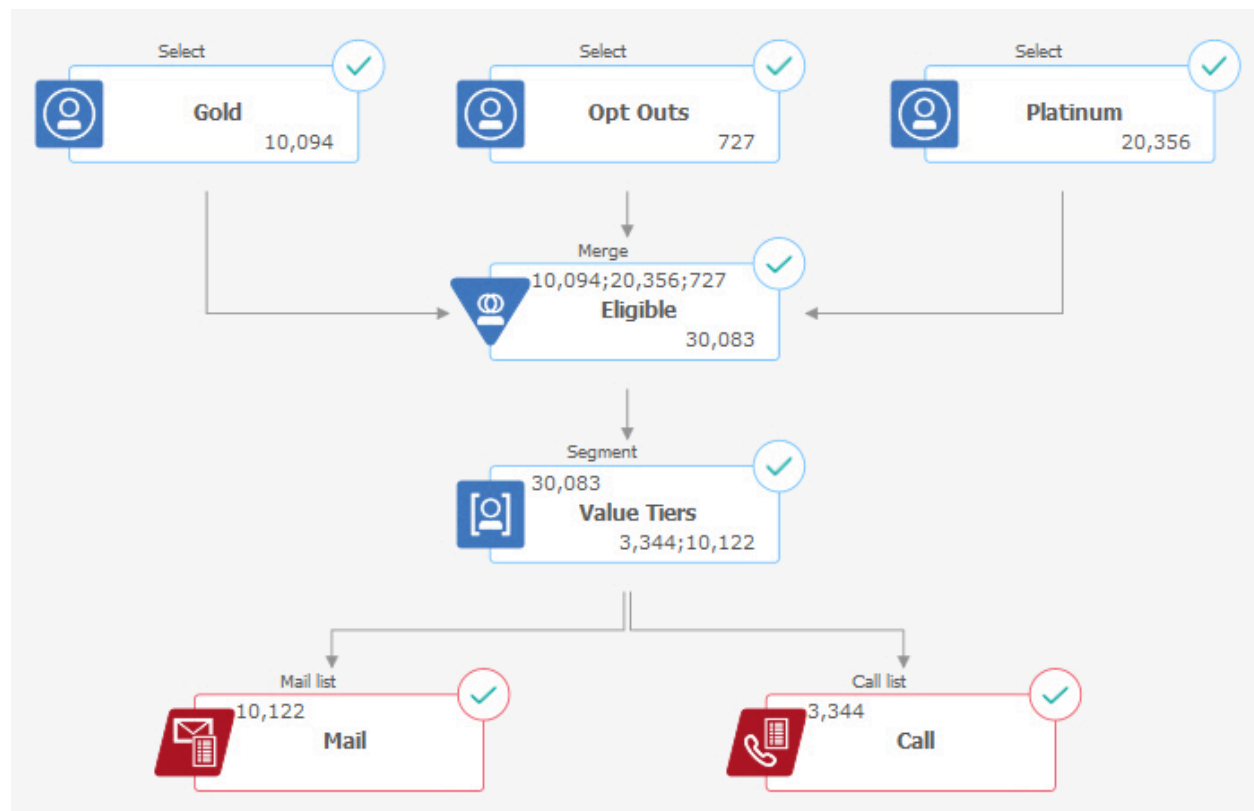 Select
Gold
10,094
Select
Opt Outs
727
Select
Platinum
20,356
Merge
10,094;20,356;727
Eligible
30,083
Segment
30,083
Value Tiers
3,344;10,122
Mail list
10,122
Mail
Call list
3,344
Call